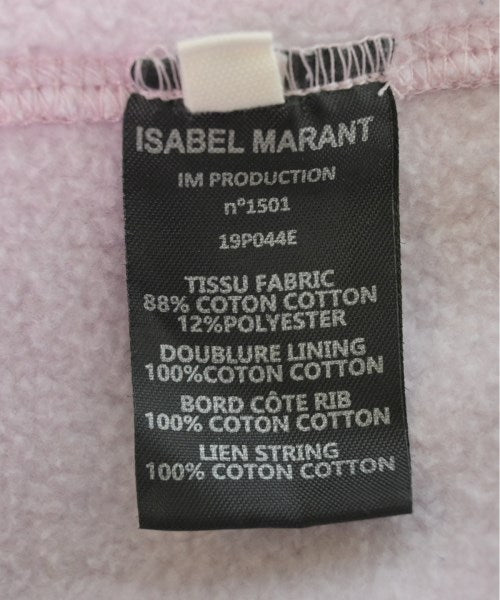 ISABEL MARANT
IM PRODUCTION
n°1501
19P044E
TISSU FABRIC
88% COTON COTTON
12%POLYESTER
DOUBLURE LINING
100%COTON COTTON
BORD CÔTE RIB
100% COTON COTTON
LIEN STRING
100% COTON COTTON